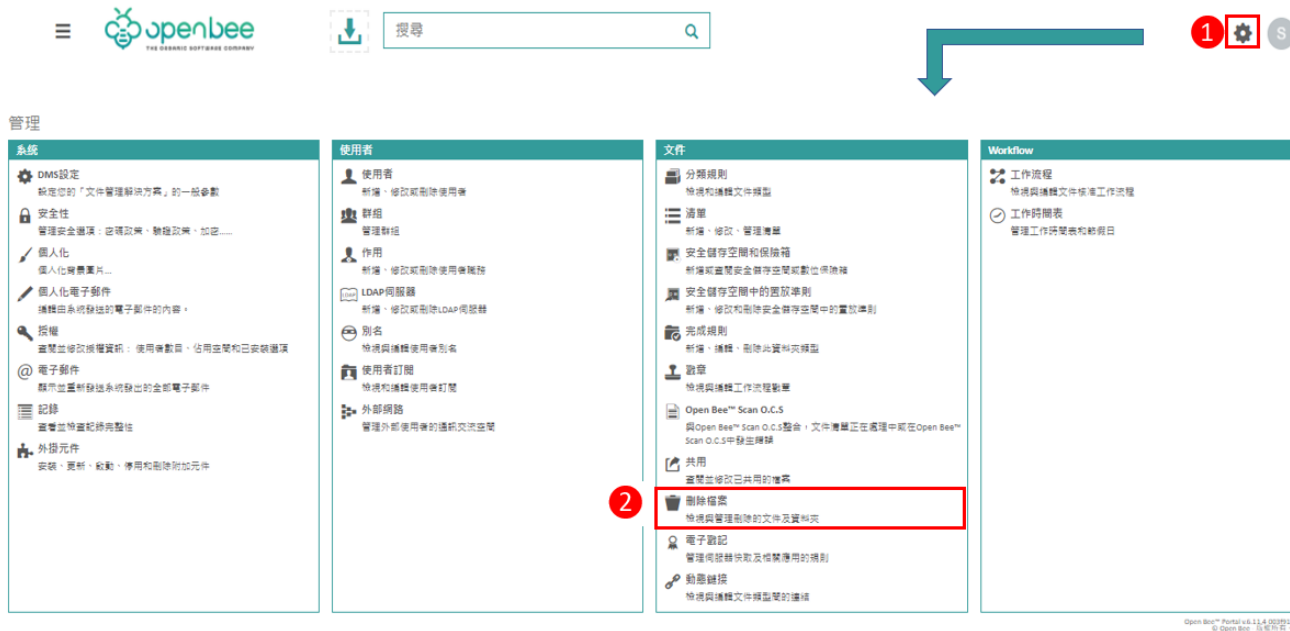 openbee
THE ORGANIC SOFTWARE COMPANY
搜尋
1
S
管理
系統
DMS設定
設定您的「文件管理解決方案」的一般參數
安全性
管理安全選項：密碼政策、驗證政策、加密......
個人化
個人化背景圖片...
個人化電子郵件
編輯由系統發送的電子郵件的內容。
授權
查閱並修改授權資訊： 使用者數目、佔用空間和已安裝選項
電子郵件
顯示並重新發送系統發出的全部電子郵件
記錄
查看並檢查記錄完整性
外掛元件
安裝、更新、啟動、停用和刪除附加元件
使用者
使用者
新增、修改或刪除使用者
群組
管理群組
作用
新增、修改或刪除使用者職務
LDAP伺服器
新增、修改或刪除LDAP伺服器
別名
檢視與編輯使用者別名
使用者訂閱
檢視和編輯使用者訂閱
外部網路
管理外部使用者的通訊交流空間
文件
分類規則
檢視和編輯文件類型
清單
新增、修改、管理清單
安全儲存空間和保險箱
新增或查閱安全儲存空間或數位保險箱
安全儲存空間中的置放準則
新增、修改和刪除安全儲存空間中的置放準則
完成規則
新增、編輯、刪除此資料夾類型
戳章
檢視與編輯工作流程戳章
Open Bee™ Scan O.C.S
與Open Bee™ Scan O.C.S整合，文件清單正在處理中或在Open Bee™
Scan O.C.S中發生錯誤
共用
查閱並修改已共用的檔案
2
刪除檔案
檢視與管理刪除的文件及資料夾
電子戳記
管理伺服器快取及相關應用的規則
動態鏈接
檢視與編輯文件類型間的連結
Workflow
工作流程
檢視與編輯文件核准工作流程
工作時間表
管理工作時間表和節假日
Open Bee™ Portal v6.11.4
© Open Bee - 版權所有